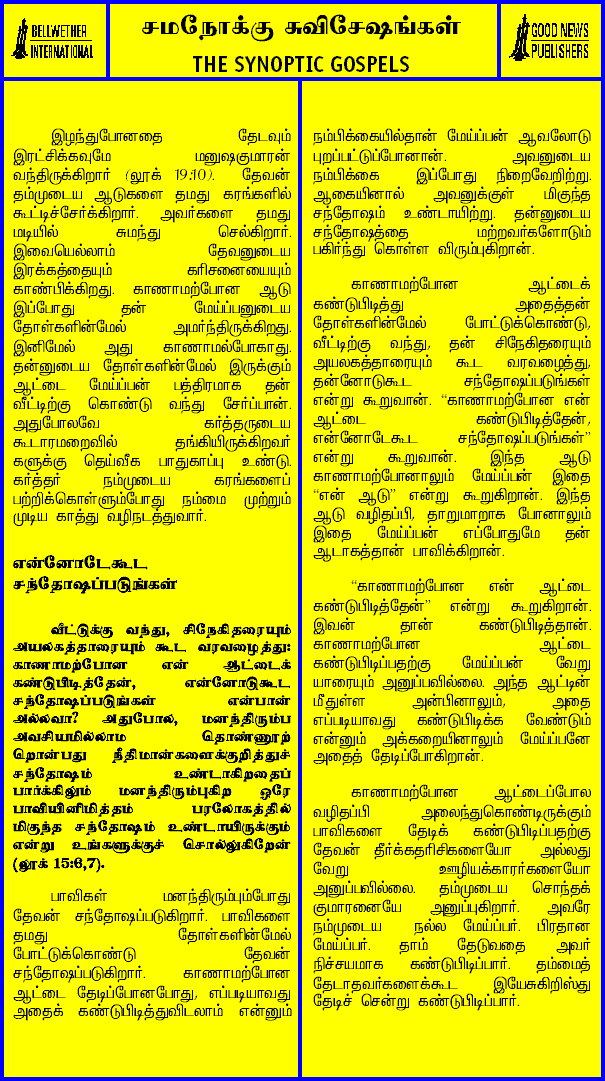 BELLWETHER
INTERNATIONAL
சமநோக்கு சுவிசேஷங்கள்
THE SYNOPTIC GOSPELS
GOOD NEWS
PUBLISHERS
இழந்துபோனதை தேடவும்
இரட்சிக்கவுமே மனுஷகுமாரன்
வந்திருக்கிறார் (லூக் 19:10). தேவன்
தம்முடைய ஆடுகளை தமது கரங்களில்
கூட்டிச்சேர்க்கிறார். அவர்களை தமது
மடியில் சுமந்து செல்கிறார்.
இவையெல்லாம் தேவனுடைய
இரக்கத்தையும் கரிசனையையும்
காண்பிக்கிறது. காணாமற்போன ஆடு
இப்போது தன் மேய்ப்பனுடைய
தோள்களின்மேல் அமர்ந்திருக்கிறது.
இனிமேல் அது காணாமல்போகாது.
தன்னுடைய தோள்களின்மேல் இருக்கும்
ஆட்டை மேய்ப்பன் பத்திரமாக தன்
வீட்டிற்கு கொண்டு வந்து சேர்ப்பான்.
அதுபோலவே கர்த்தருடைய
கூடாரமறைவில் தங்கியிருக்கிறவர்
களுக்கு தெய்வீக பாதுகாப்பு உண்டு.
கர்த்தர் நம்முடைய கரங்களைப்
பற்றிக்கொள்ளும்போது நம்மை முற்றும்
முடிய காத்து வழிநடத்துவார்.
என்னோடேகூட
சந்தோஷப்படுங்கள்
வீட்டுக்கு வந்து, சிநேகிதரையும்
அயலகத்தாரையும் கூட வரவழைத்து:
காணாமற்போன என் ஆட்டைக்
கண்டுபிடித்தேன், என்னோடுகூட
சந்தோஷப்படுங்கள் என்பான்
அல்லவா? அதுபோல, மனந்திரும்ப
அவசியமில்லாம தொண்ணூற்
றொன்பது நீதிமான்களைக்குறித்துச்
சந்தோஷம் உண்டாகிறதைப்
பார்க்கிலும் மனந்திரும்புகிற ஒரே
பாவியினிமித்தம் பரலோகத்தில்
மிகுந்த சந்தோஷம் உண்டாயிருக்கும்
என்று உங்களுக்குச் சொல்லுகிறேன்
(லூக் 15:6,7).
பாவிகள் மனந்திரும்பும்போது
தேவன் சந்தோஷப்படுகிறார். பாவிகளை
தமது தோள்களின்மேல்
போட்டுக்கொண்டு தேவன்
சந்தோஷப்படுகிறார். காணாமற்போன
ஆட்டை தேடிப்போனபோது, எப்படியாவது
அதைக் கண்டுபிடித்துவிடலாம் என்னும்
நம்பிக்கையில்தான் மேய்ப்பன் ஆவலோடு
புறப்பட்டுப்போனான். அவனுடைய
நம்பிக்கை இப்போது நிறைவேறிற்று.
ஆகையினால் அவனுக்குள் மிகுந்த
சந்தோஷம் உண்டாயிற்று. தன்னுடைய
சந்தோஷத்தை மற்றவர்களோடும்
பகிர்ந்து கொள்ள விரும்புகிறான்.
காணாமற்போன ஆட்டைக்
கண்டுபிடித்து அதைத்தன்
தோள்களின்மேல் போட்டுக்கொண்டு,
வீட்டிற்கு வந்து, தன் சிநேகிதரையும்
அயலகத்தாரையும் கூட வரவழைத்து,
தன்னோடுகூட சந்தோஷப்படுங்கள்
என்று கூறுவான். “காணாமற்போன என்
ஆட்டை கண்டுபிடித்தேன்,
என்னோடேகூட சந்தோஷப்படுங்கள்”
என்று கூறுவான். இந்த ஆடு
காணாமற்போனாலும் மேய்ப்பன் இதை
“என் ஆடு” என்று கூறுகிறான். இந்த
ஆடு வழிதப்பி, தாறுமாறாக போனாலும்
இதை மேய்ப்பன் எப்போதுமே தன்
ஆடாகத்தான் பாவிக்கிறான்.
“காணாமற்போன என் ஆட்டை
கண்டுபிடித்தேன்” என்று கூறுகிறான்.
இவன் தான் கண்டுபிடித்தான்.
காணாமற்போன ஆட்டை
கண்டுபிடிப்பதற்கு மேய்ப்பன் வேறு
யாரையும் அனுப்பவில்லை. அந்த ஆட்டின்
மீதுள்ள அன்பினாலும், அதை
எப்படியாவது கண்டுபிடிக்க வேண்டும்
என்னும் அக்கறையினாலும் மேய்ப்பனே
அதைத் தேடிப்போகிறான்.
காணாமற்போன ஆட்டைப்போல
வழிதப்பி அலைந்துகொண்டிருக்கும்
பாவிகளை தேடிக் கண்டுபிடிப்பதற்கு
தேவன் தீர்க்கதரிசிகளையோ அல்லது
வேறு ஊழியக்காரர்களையோ
அனுப்பவில்லை. தம்முடைய சொந்தக்
குமாரனையே அனுப்புகிறார். அவரே
நம்முடைய நல்ல மேய்ப்பர். பிரதான
மேய்ப்பர். தாம் தேடுவதை அவர்
நிச்சயமாக கண்டுபிடிப்பார். தம்மைத்
தேடாதவர்களைக்கூட இயேசுகிறிஸ்து
தேடிச் சென்று கண்டுபிடிப்பார்.